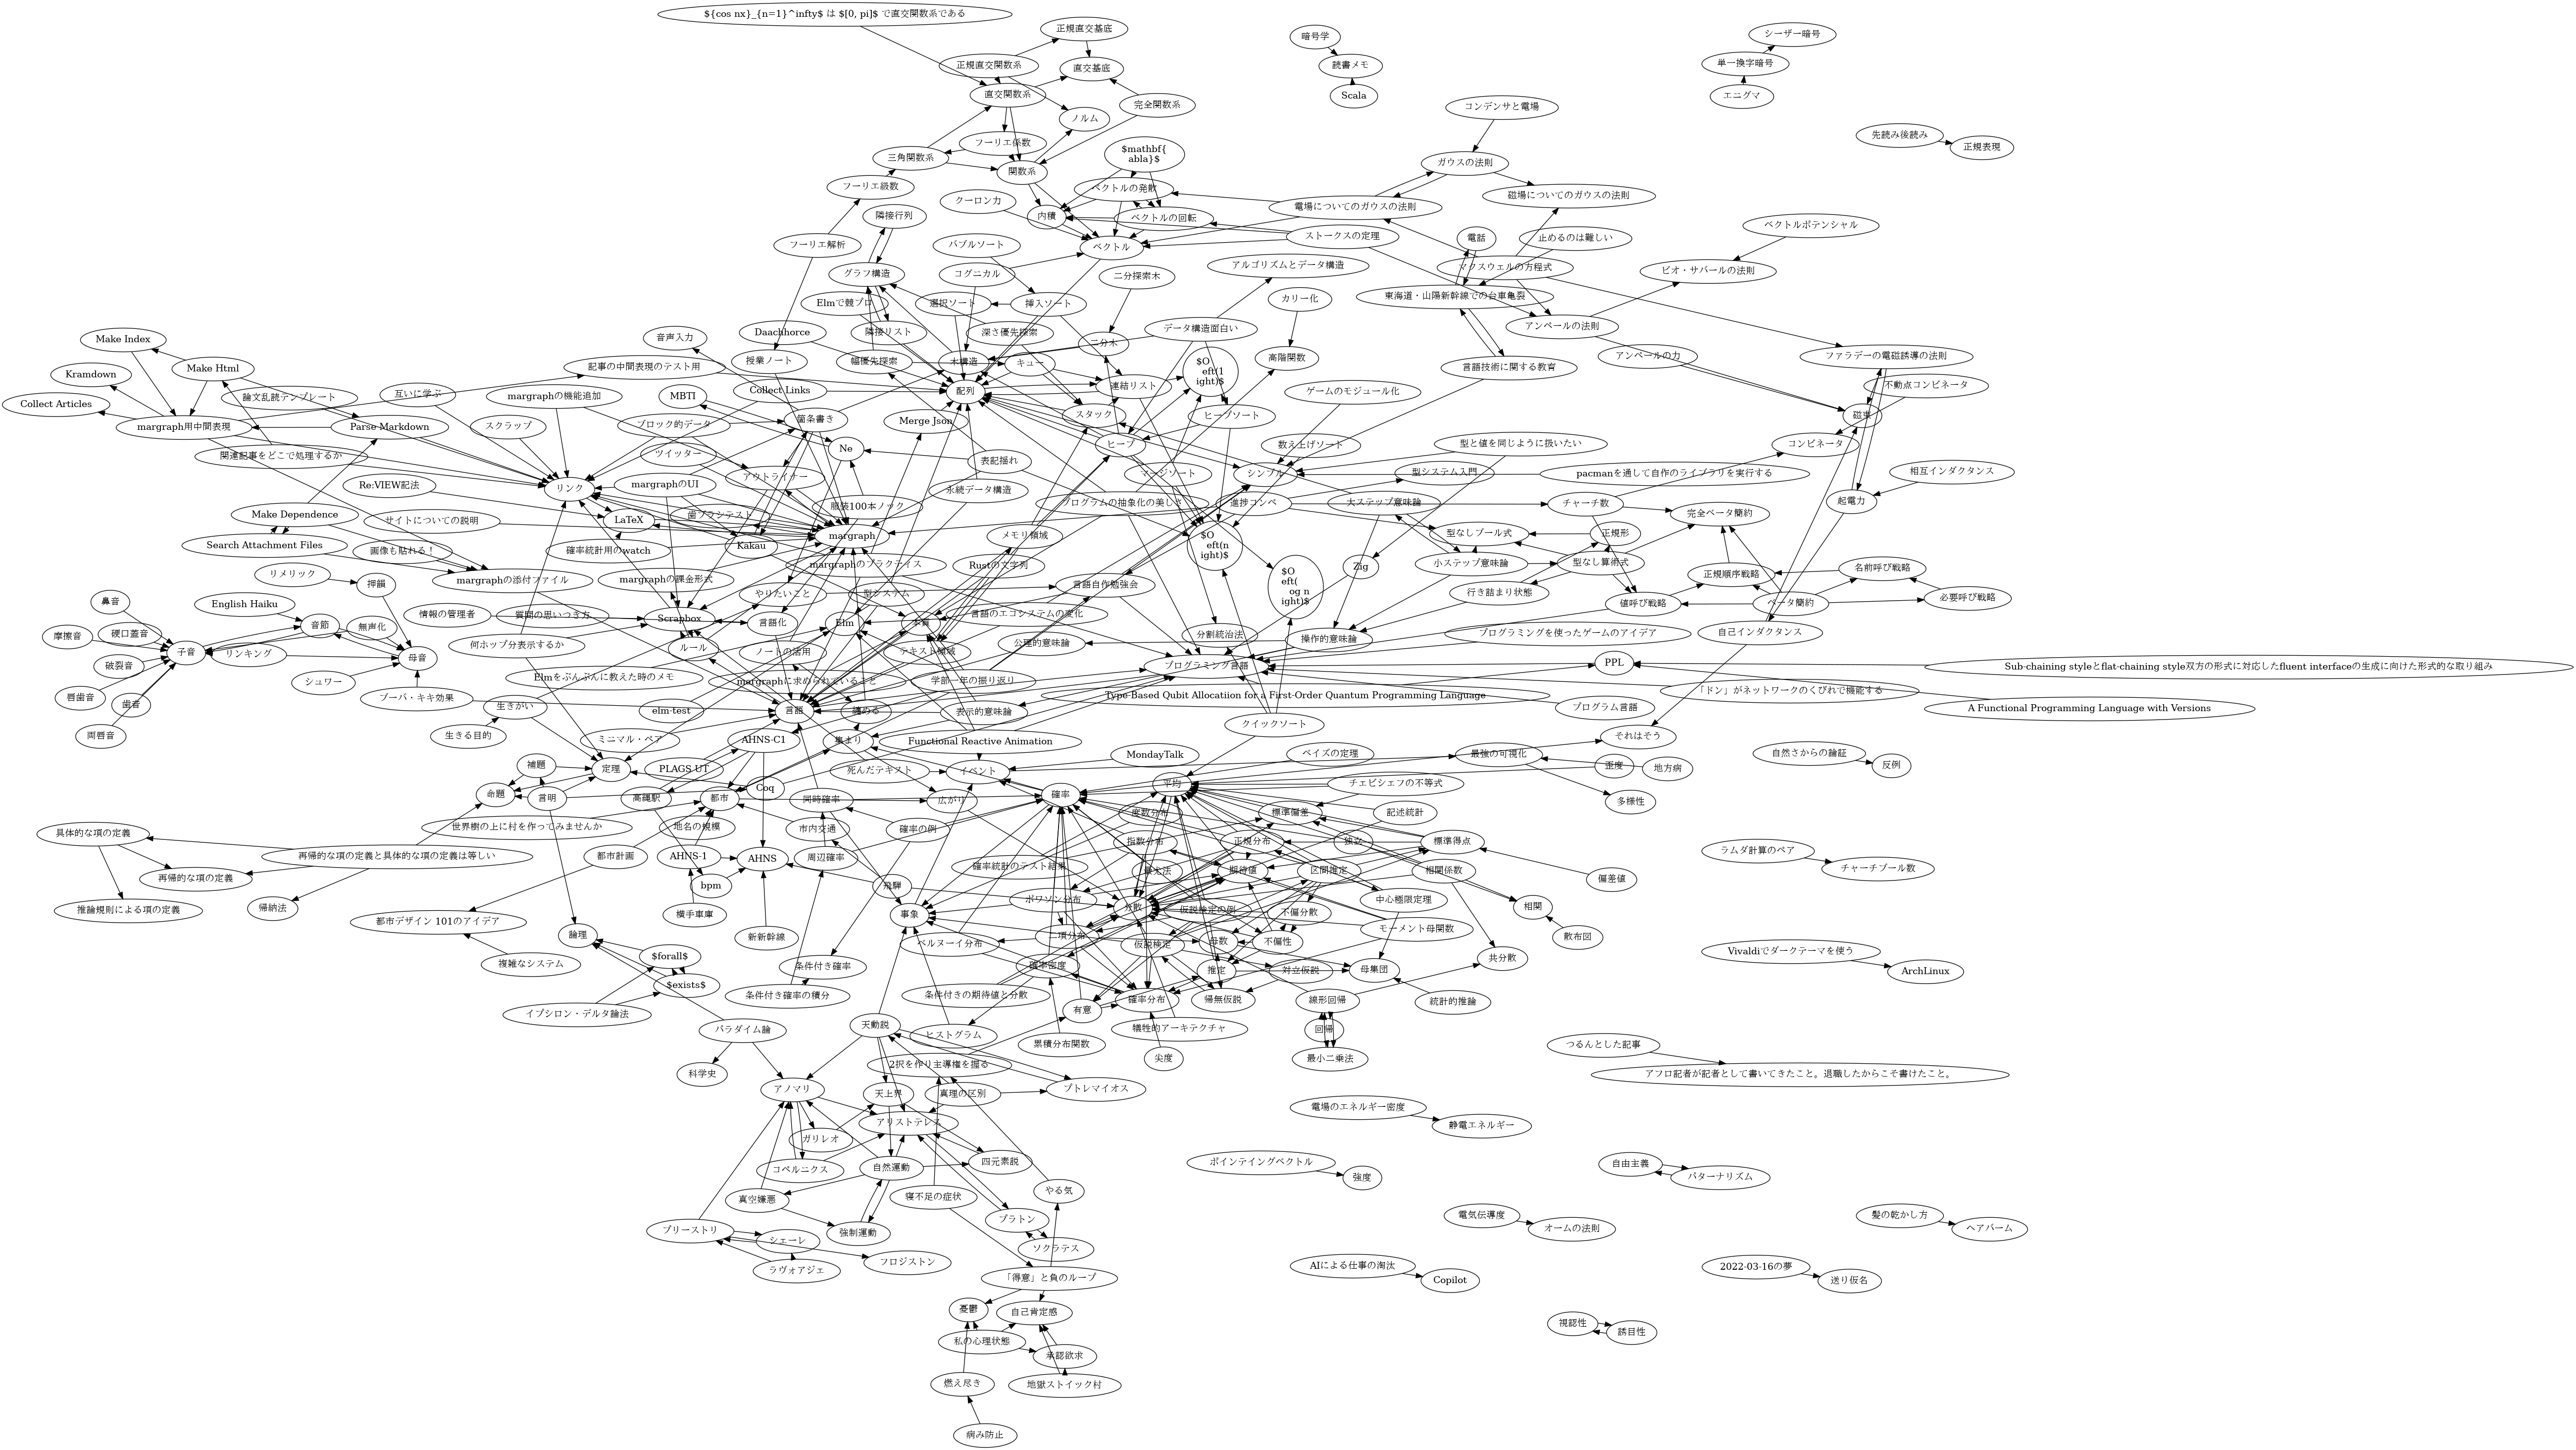 ${cos nx}_{n=1}^infty$ は $[0, pi]$ で直交関数系である
正規直交基底
正規直交関数系
直交基底
直交関数系
完全関数系
ノルム
フーリエ係数
三角関数系
関数系
フーリエ級数
$mathbf{
abla}$
ベクトルの発散
ベクトルの回転
クーロン力
内積
ベクトル
フーリエ解析
暗号学
読書メモ
Scala
シーザー暗号
単一換字暗号
エニグマ
先読み後読み
正規表現
コンデンサと電場
ガウスの法則
磁場についてのガウスの法則
電場についてのガウスの法則
ストークスの定理
電話
止めるのは難しい
マクスウェルの方程式
ベクトルポテンシャル
ビオ・サバールの法則
東海道・山陽新幹線での台車亀裂
アンペールの法則
アンペールの力
ファラデーの電磁誘導の法則
言語技術に関する教育
不動点コンビネータ
磁束
コンビネータ
隣接行列
グラフ構造
バブルソート
コグニカル
二分探索木
アルゴリズムとデータ構造
Elmで競プロ
選択ソート
挿入ソート
カリー化
隣接リスト
深さ優先探索
データ構造面白い
二分木
Daachhorce
授業ノート
幅優先探索
木構造
キュー
高階関数
音声入力
$O
eft(1
ight)$
配列
連結リスト
スタック
ヒープソート
ヒープ
ゲームのモジュール化
数え上げソート
Make Index
Make Html
Kramdown
Collect Articles
margraph用中間表現
論文乱読テンプレート
記事の中間表現のテスト用
互いに学ぶ
margraphの機能追加
MBTI
Collect Links
Parse Markdown
スクラップ
ブロック的データ
箇条書き
Merge Json
Ne
関連記事をどこで処理するか
ツイッター
表記揺れ
マージソート
シンプル
型と値を同じように扱いたい
型システム入門
pacmanを通して自作のライブラリを実行する
相互インダクタンス
Re:VIEW記法
リンク
margraphのUI
アウトライナー
永続データ構造
プログラムの抽象化の美しさ
進捗コンペ
大ステップ意味論
チャーチ数
起電力
完全ベータ簡約
Make Dependence
サイトについての説明
LaTeX
歯ブラシテスト
服装100本ノック
Search Attachment Files
画像も貼れる！
確率統計用のwatch
Kakau
margraph
メモリ領域
$O
eft(n
ight)$
型なしブール式
正規形
リメリック
押韻
margraphの添付ファイル
margraphの課金形式
margraphのプラクティス
Rustの文字列
$O
eft(
og n
ight)$
Zig
小ステップ意味論
型なし算術式
正規順序戦略
名前呼び戦略
鼻音
English Haiku
やりたいこと
型システム
言語自作勉強会
行き詰まり状態
値呼び戦略
ベータ簡約
必要呼び戦略
摩擦音
硬口蓋音
音節
無声化
情報の管理者
質問の思いつき方
Scrapbox
言語化
Elm
言語のエコシステムの変化
分割統治法
操作的意味論
プログラミングを使ったゲームのアイデア
自己インダクタンス
子音
リンキング
母音
何ホップ分表示するか
ルール
ノートの活用
テキスト領域
公理的意味論
プログラミング言語
PPL
Sub-chaining styleとflat-chaining style双方の形式に対応したfluent interfaceの生成に向けた形式的な取り組み
破裂音
シュワー
Elmをぶんぶんに教えた時のメモ
margraphに求められていること
学部一年の振り返り
唇歯音
歯音
ブーバ・キキ効果
Type-Based Qubit Allocatiion for a First-Order Quantum Programming Language
「ドン」がネットワークのくびれで機能する
A Functional Programming Language with Versions
両唇音
生きがい
elm-test
言語
纏める
表示的意味論
クイックソート
プログラム言語
生きる目的
ミニマル・ペア
AHNS-C1
集まり
Functional Reactive Animation
MondayTalk
ベイズの定理
最強の可視化
それはそう
補題
定理
PLAGS UT
死んだテキスト
イベント
歪度
地方病
自然さからの論証
反例
命題
言明
高縄駅
都市
Coq
同時確率
広がり
確率
平均
チェビシェフの不等式
多様性
世界樹の上に村を作ってみませんか
地名の規模
市内交通
確率の例
度数分布
標準偏差
記述統計
具体的な項の定義
再帰的な項の定義と具体的な項の定義は等しい
都市計画
AHNS-1
AHNS
周辺確率
確率統計のテスト結果
指数分布
正規分布
独立
標準得点
再帰的な項の定義
bpm
飛騨
期待値
区間推定
相関係数
偏差値
ラムダ計算のペア
チャーチブール数
推論規則による項の定義
帰納法
都市デザイン 101のアイデア
横手車庫
事象
ポワソン分布
分散
仮説検定の例
不偏分散
中心極限定理
相関
論理
新新幹線
ベルヌーイ分布
二項分布
仮説検定
母数
不偏性
モーメント母関数
散布図
複雑なシステム
$forall$
条件付き確率
確率密度
推定
対立仮説
母集団
共分散
Vivaldiでダークテーマを使う
ArchLinux
$exists$
条件付き確率の積分
条件付きの期待値と分散
有意
確率分布
帰無仮説
線形回帰
統計的推論
イプシロン・デルタ論法
パラダイム論
天動説
ヒストグラム
累積分布関数
犠牲的アーキテクチャ
回帰
尖度
最小二乗法
つるんとした記事
アフロ記者が記者として書いてきたこと。退職したからこそ書けたこと。
科学史
2択を作り主導権を握る
アノマリ
天上界
真理の区別
プトレマイオス
電場のエネルギー密度
静電エネルギー
アリストテレス
ガリレオ
コペルニクス
自然運動
四元素説
ポインテイングベクトル
強度
自由主義
パターナリズム
真空嫌悪
寝不足の症状
やる気
プリーストリ
強制運動
プラトン
電気伝導度
オームの法則
髪の乾かし方
ヘアバーム
シェーレ
ソクラテス
ラヴォアジェ
フロジストン
「得意」と負のループ
AIによる仕事の淘汰
Copilot
2022-03-16の夢
送り仮名
憂鬱
自己肯定感
視認性
誘目性
私の心理状態
承認欲求
燃え尽き
地獄ストイック村
病み防止